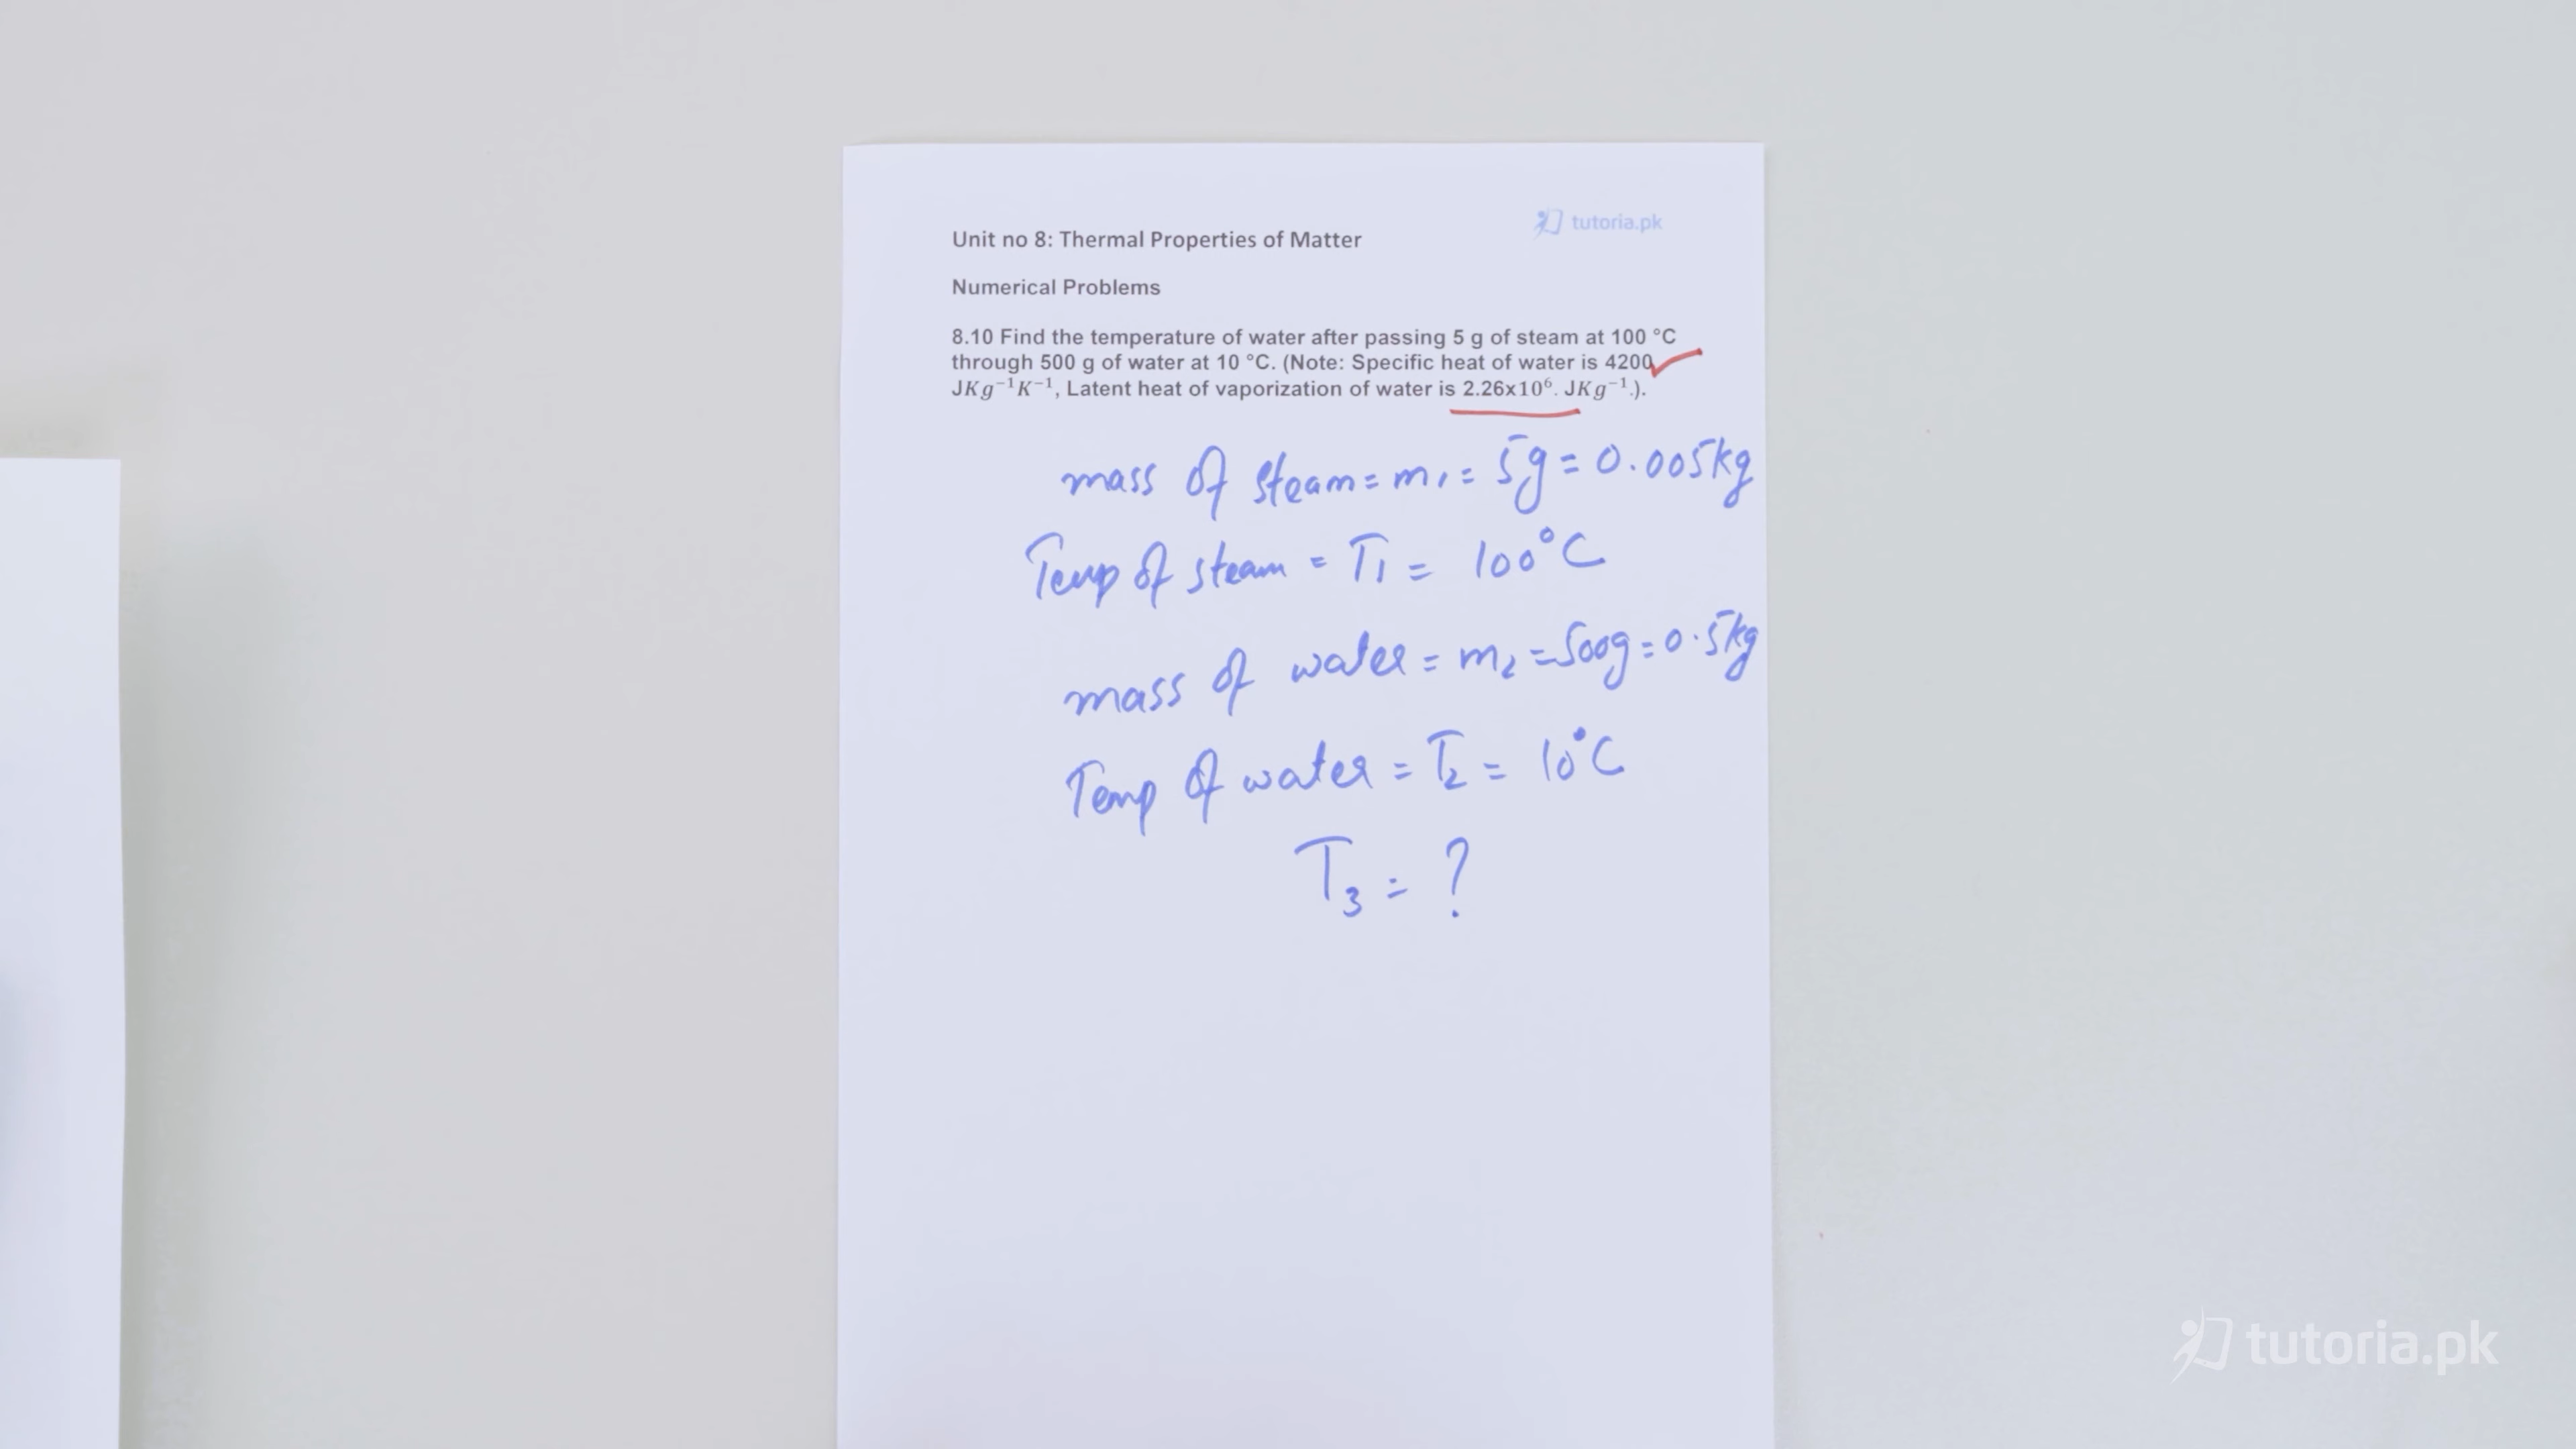 tutoria.pk
Unit no 8: Thermal Properties of Matter
Numerical Problems
8.10 Find the temperature of water after passing 5 g of steam at 100 °C
through 500 g of water at 10 °C. (Note: Specific heat of water is 4200
JKg⁻¹K⁻¹, Latent heat of vaporization of water is 2.26x10⁶. JKg⁻¹.).
mass of steam = m₁ = 5g = 0.005kg
Temp of steam = T₁ = 100°C
mass of water = m₂ = 500g = 0.5kg
Temp of water = T₂ = 10°C
T₃ = ?
tutoria.pk